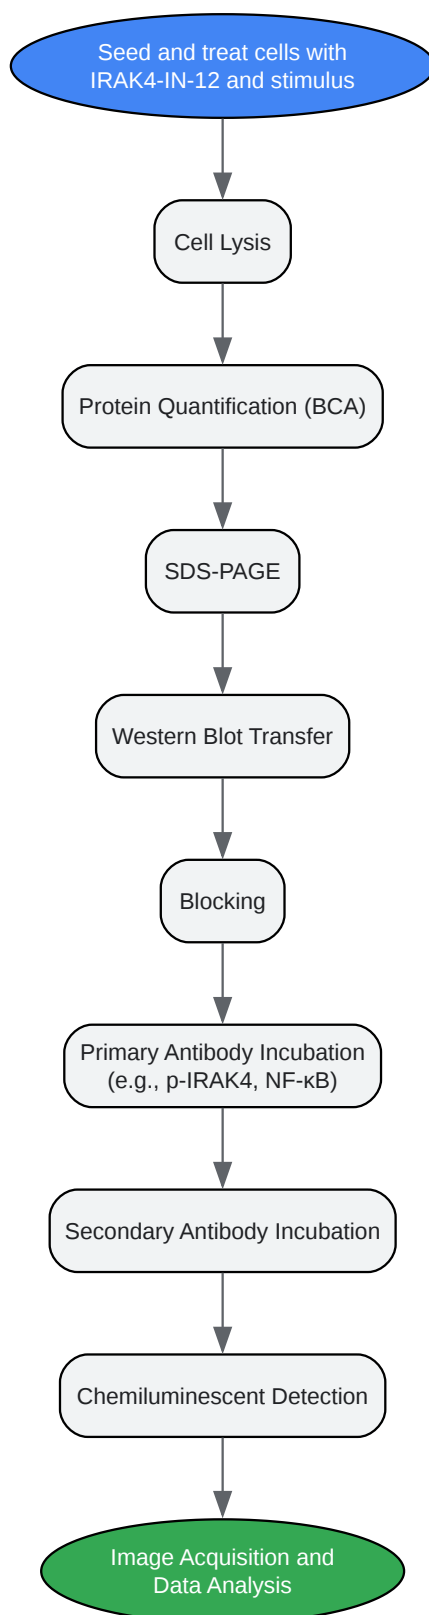 Seed and treat cells with
IRAK4-IN-12 and stimulus
Cell Lysis
Protein Quantification (BCA)
SDS-PAGE
Western Blot Transfer
Blocking
Primary Antibody Incubation
(e.g., p-IRAK4, NF-κB)
Secondary Antibody Incubation
Chemiluminescent Detection
Image Acquisition and
Data Analysis